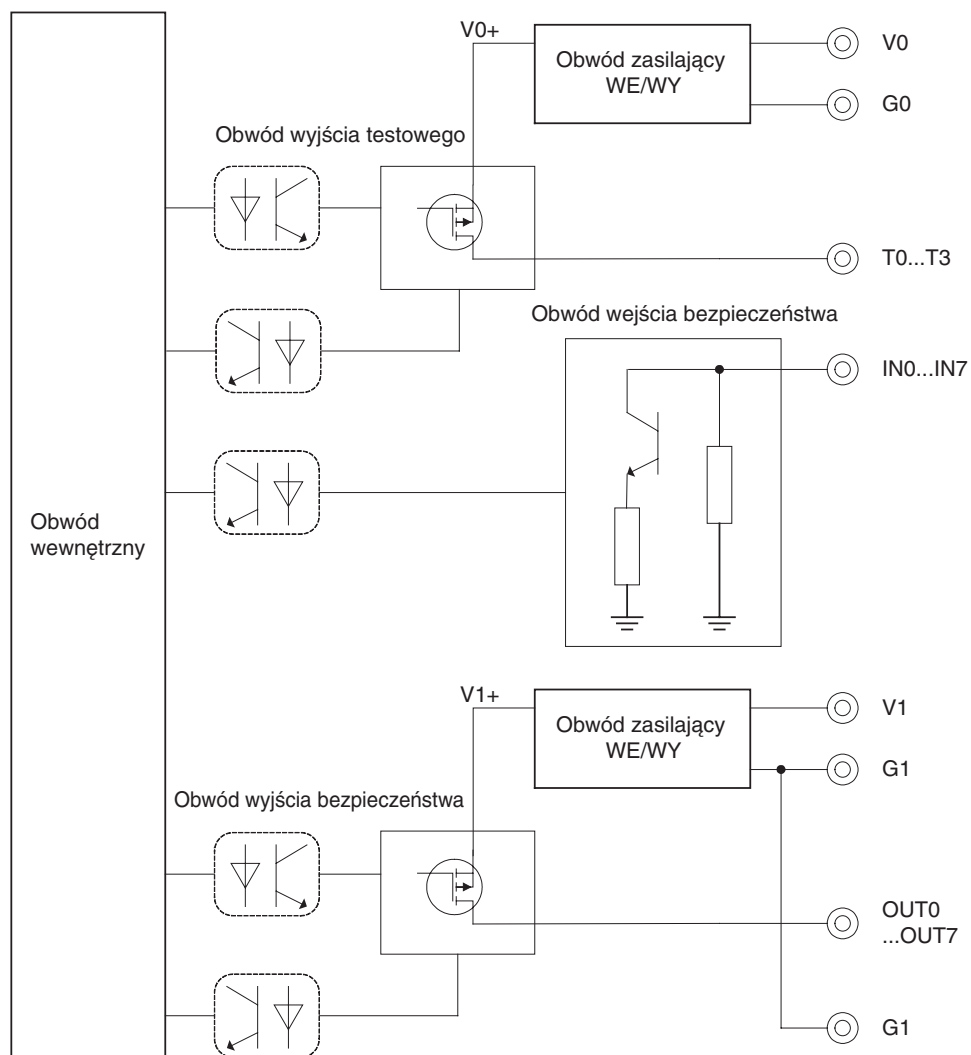 V0+
Obwód zasilający
WE/WY
V0
G0
Obwód wyjścia testowego
T0...T3
Obwód wejścia bezpieczeństwa
IN0...IN7
Obwód
wewnętrzny
V1+
Obwód zasilający
WE/WY
V1
G1
Obwód wyjścia bezpieczeństwa
OUT0
...OUT7
G1